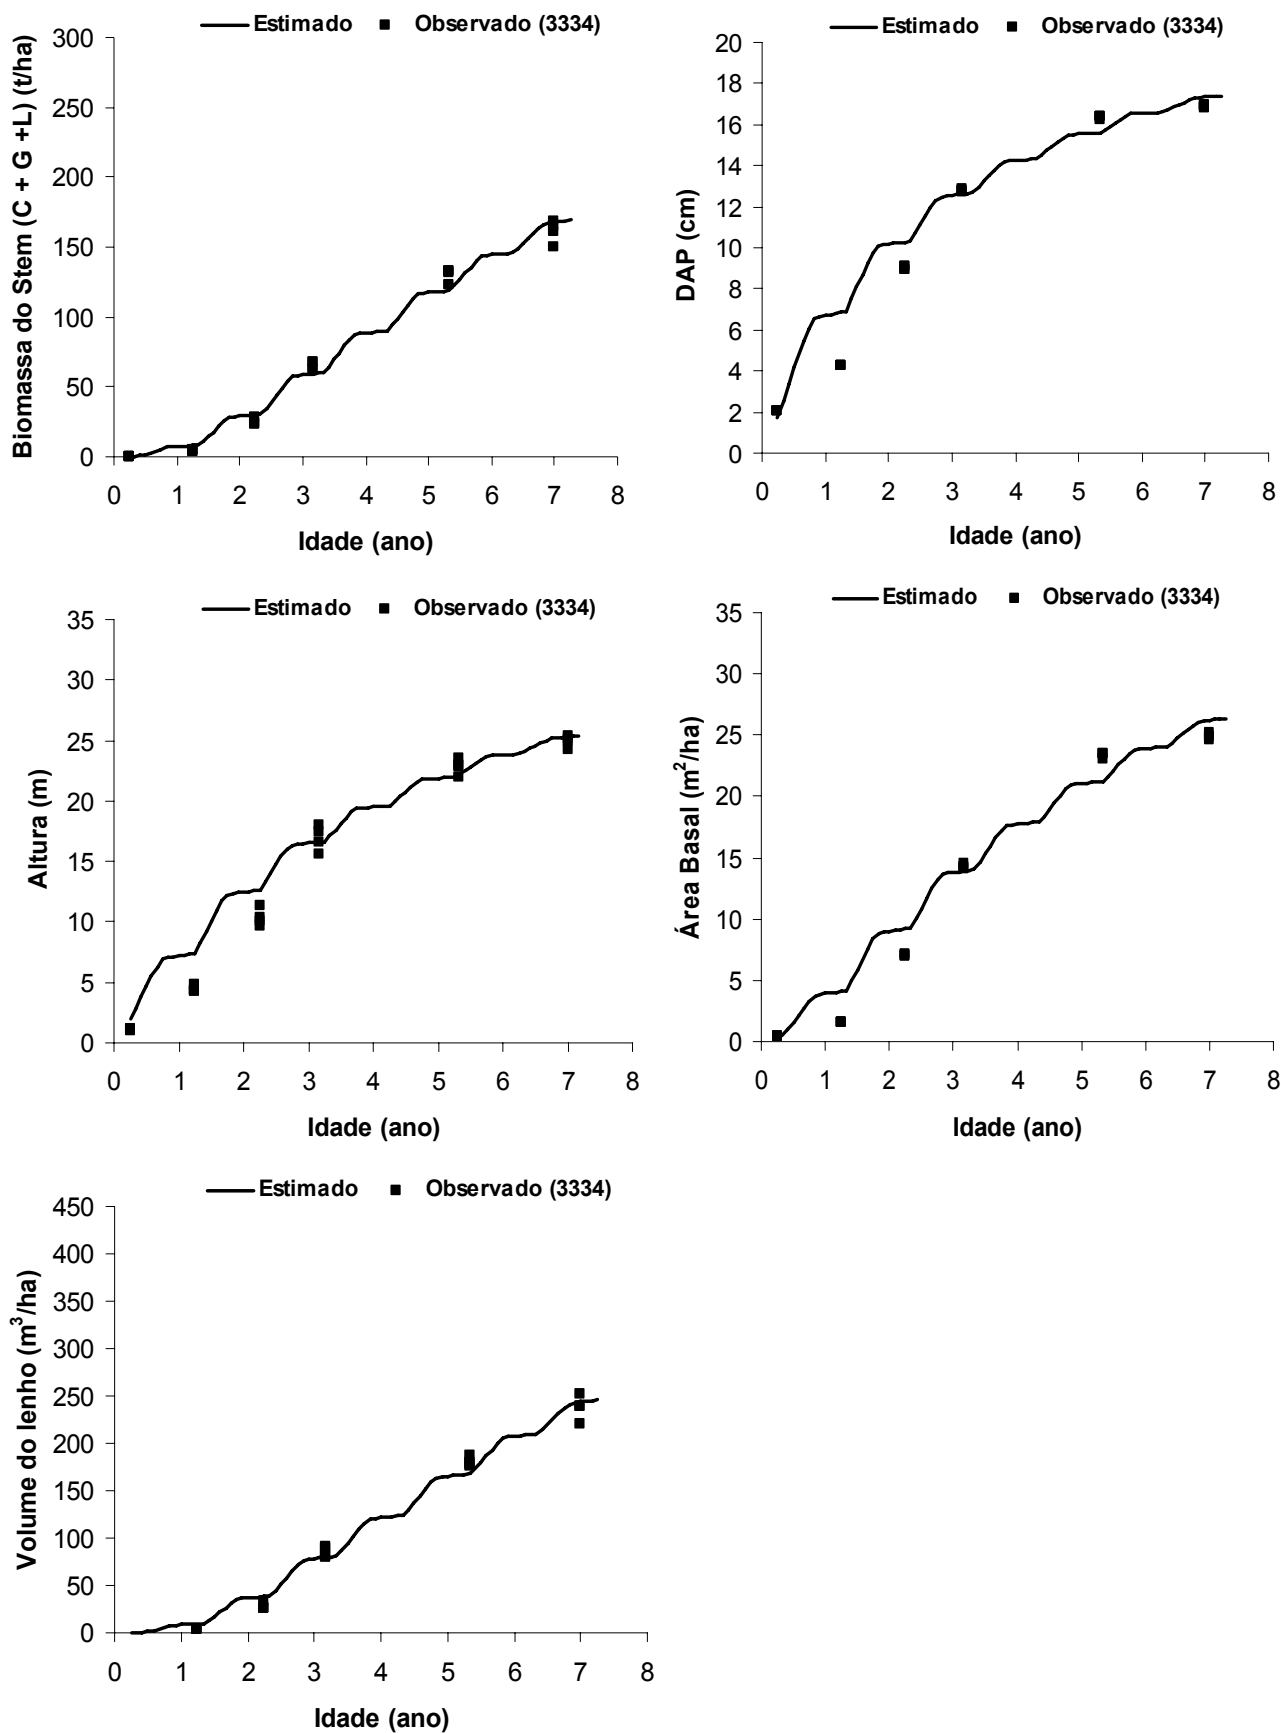 Estimado Observado (3334)
Biomassa do Stem (C + G +L) (t/ha)
300
250
200
150
100
50
0
0 1 2 3 4 5 6 7 8
Idade (ano)
Estimado Observado (3334)
DAP (cm)
20
18
16
14
12
10
8
6
4
2
0
0 1 2 3 4 5 6 7 8
Idade (ano)
Estimado Observado (3334)
Altura (m)
35
30
25
20
15
10
5
0
0 1 2 3 4 5 6 7 8
Idade (ano)
Estimado Observado (3334)
Área Basal (m²/ha)
35
30
25
20
15
10
5
0
0 1 2 3 4 5 6 7 8
Idade (ano)
Estimado Observado (3334)
Volume do lenho (m³/ha)
450
400
350
300
250
200
150
100
50
0
0 1 2 3 4 5 6 7 8
Idade (ano)